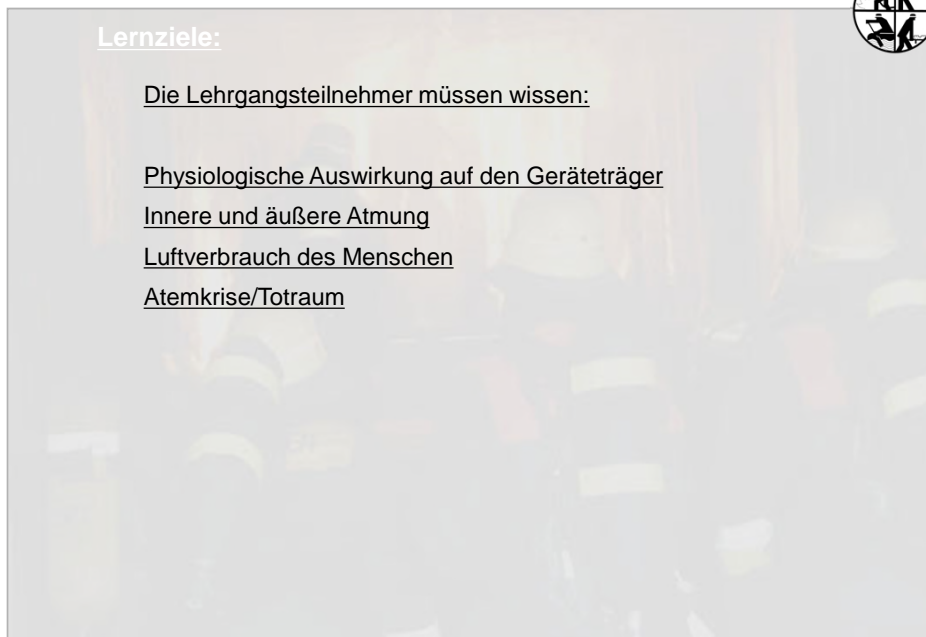 Lernziele:
Die Lehrgangsteilnehmer müssen wissen:
Physiologische Auswirkung auf den Geräteträger
Innere und äußere Atmung
Luftverbrauch des Menschen
Atemkrise/Totraum